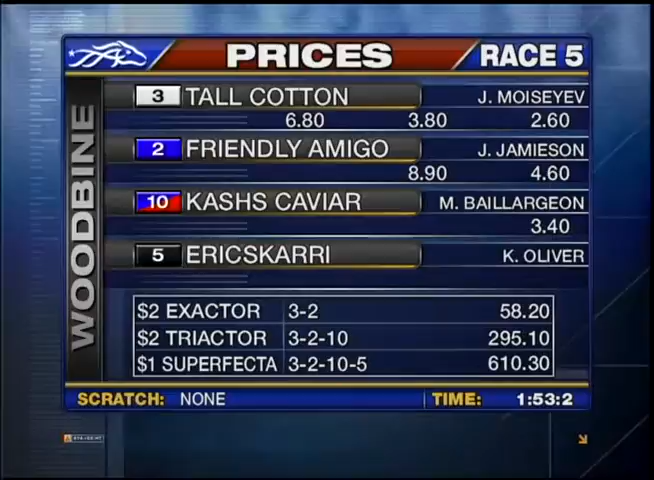 PRICES RACE 5
WOODBINE
3 TALL COTTON J. MOISEYEV
6.80 3.80 2.60
2 FRIENDLY AMIGO J. JAMIESON
8.90 4.60
10 KASHS CAVIAR M. BAILLARGEON
3.40
5 ERICSKARRI K. OLIVER
$2 EXACTOR 3-2 58.20
$2 TRIACTOR 3-2-10 295.10
$1 SUPERFECTA 3-2-10-5 610.30
SCRATCH: NONE TIME: 1:53:2